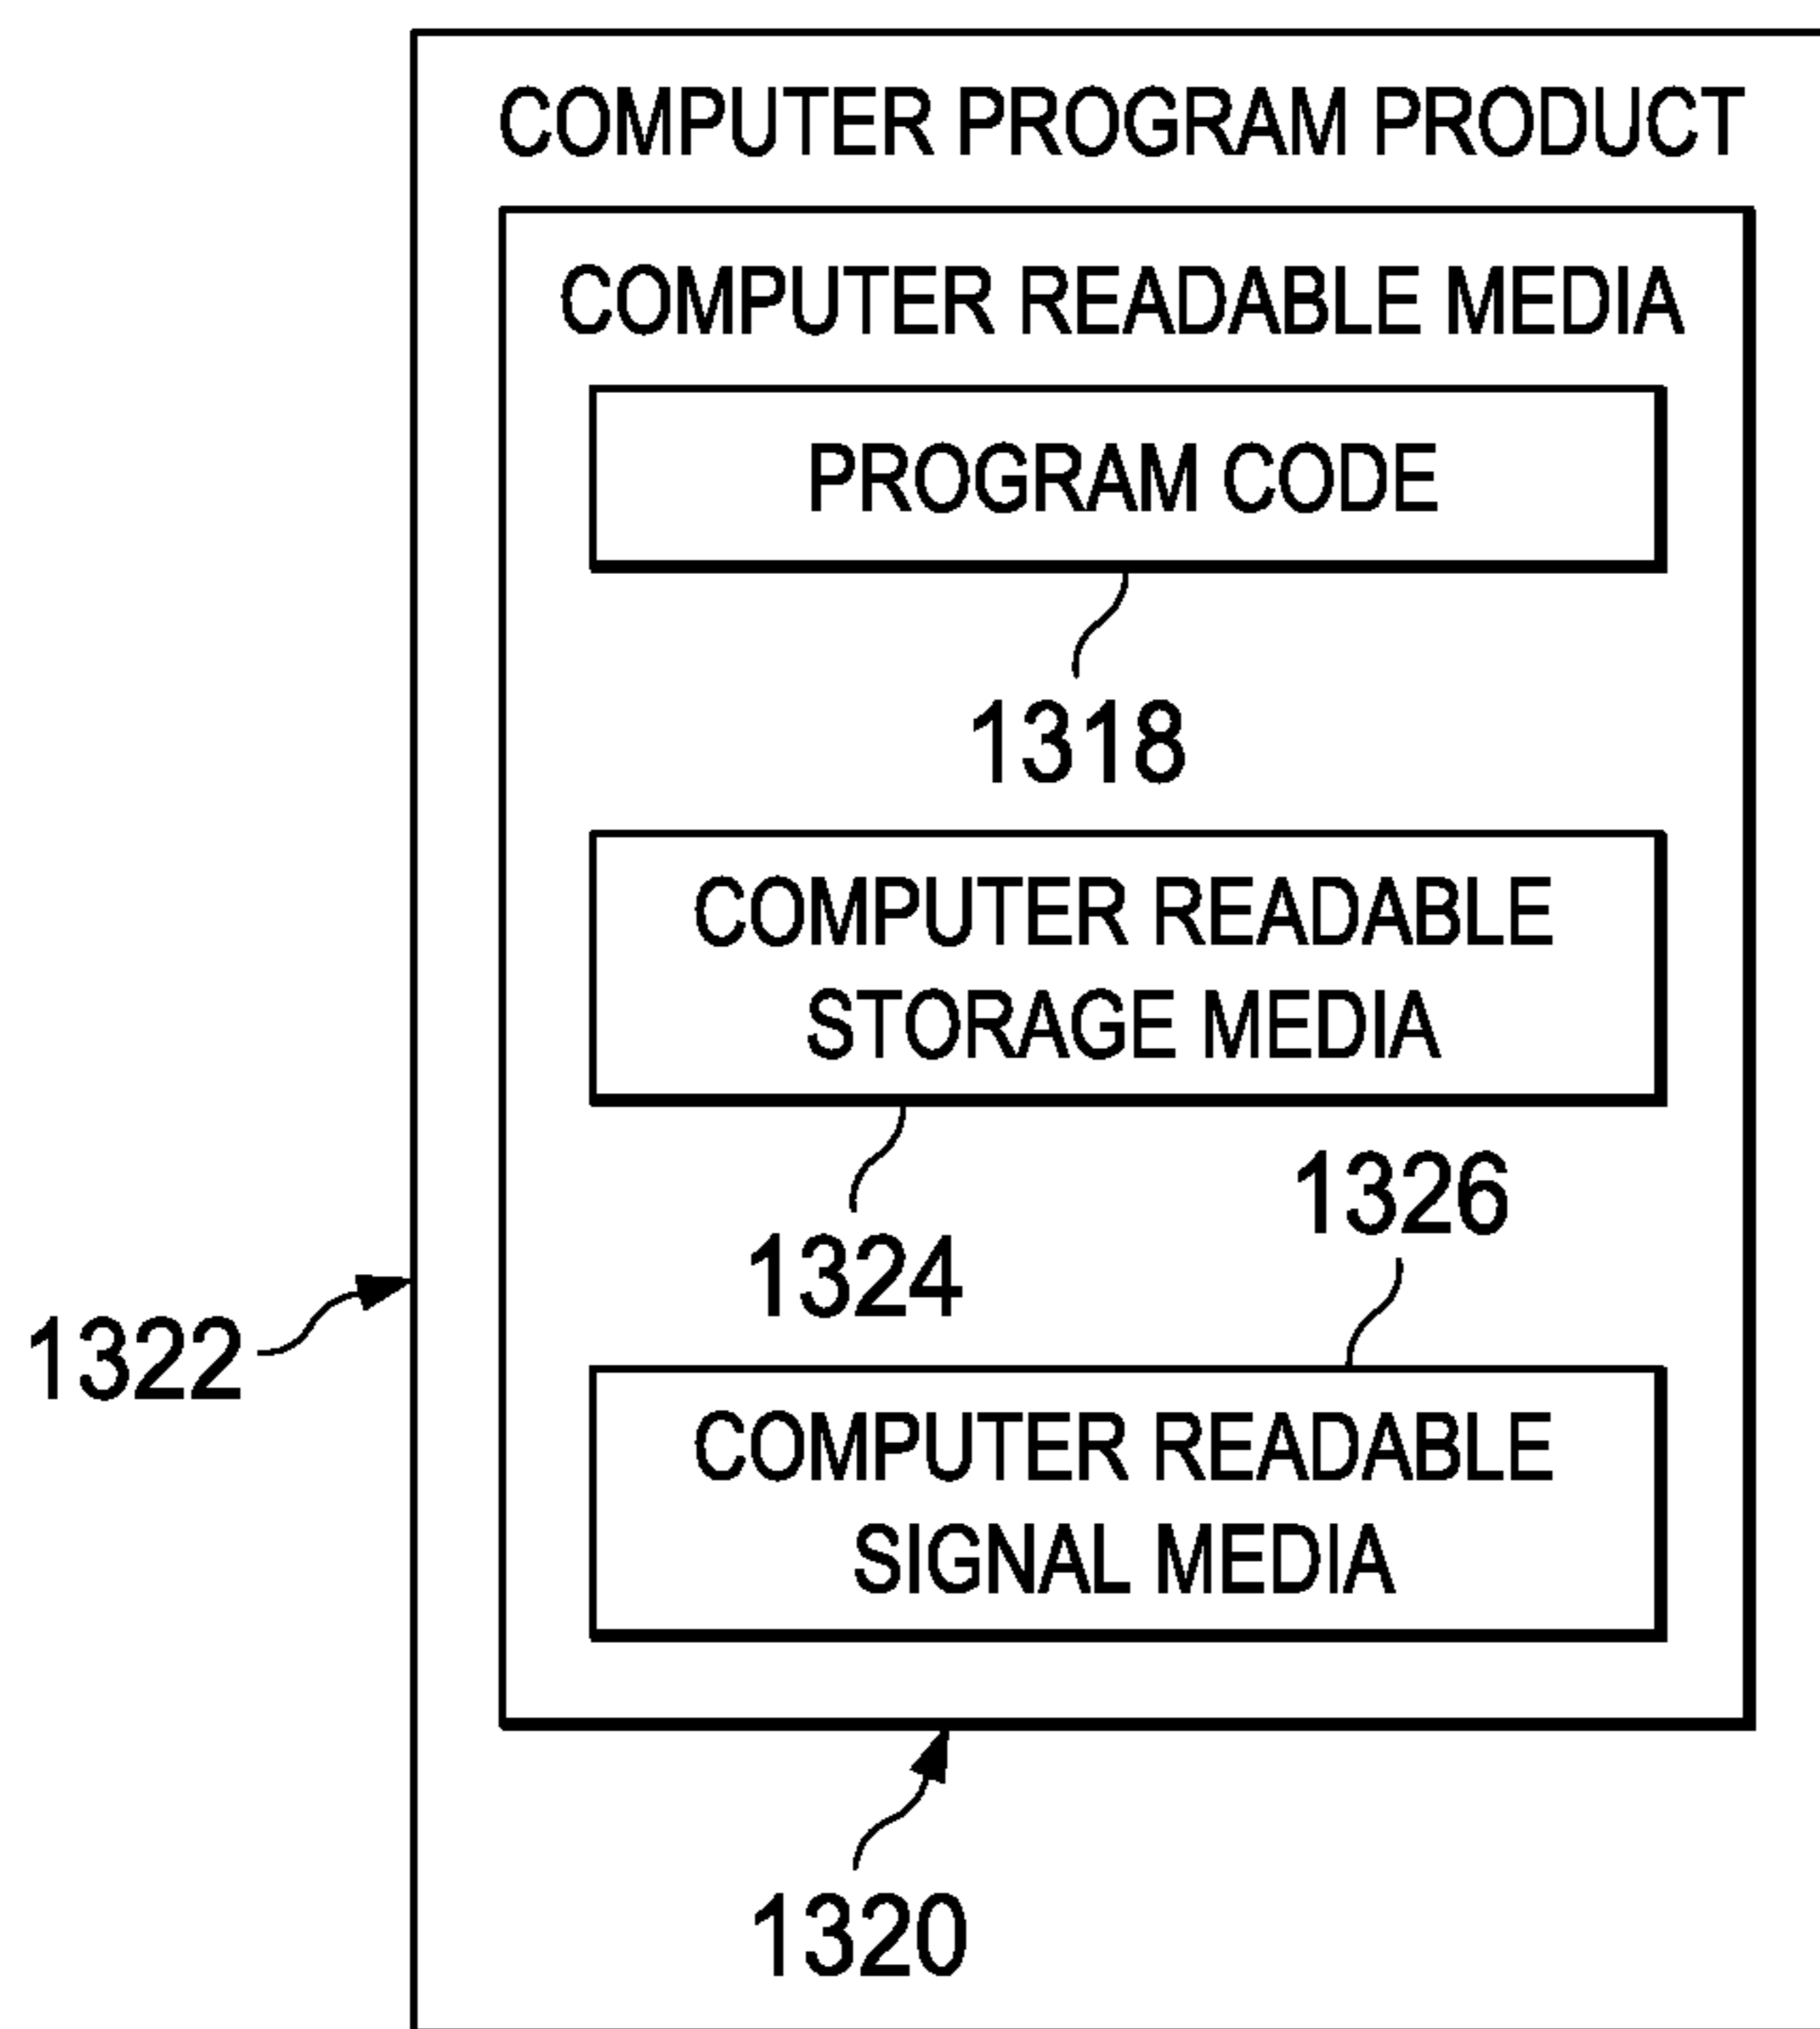 COMPUTER PROGRAM PRODUCT
COMPUTER READABLE MEDIA
PROGRAM CODE
1318
COMPUTER READABLE
STORAGE MEDIA
1326
1324
1322
COMPUTER READABLE
SIGNAL MEDIA
1320